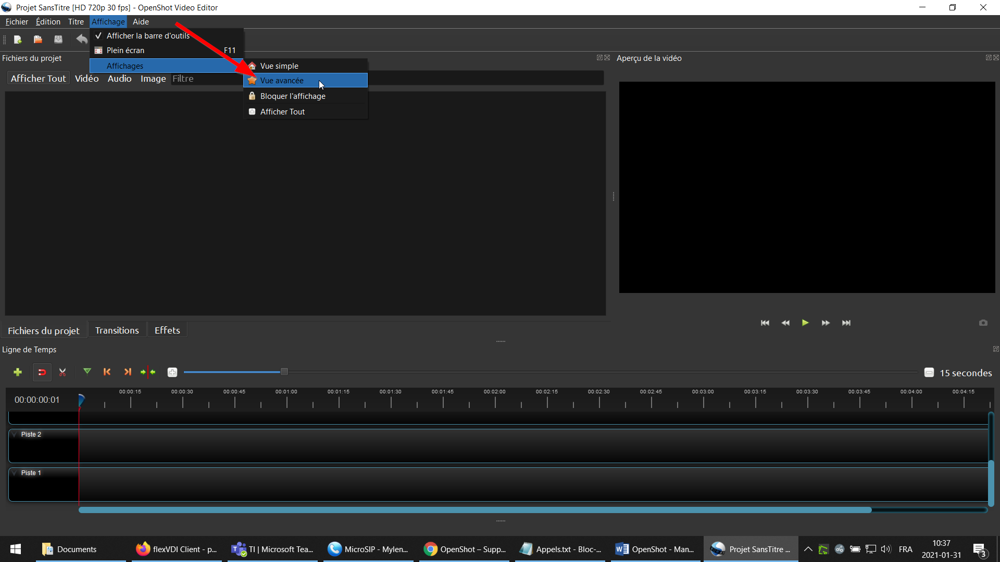 Projet SansTitre [HD 720p 30 fps] - OpenShot Video Editor
Fichier Édition Titre Affichage Aide
Afficher la barre d'outils
Plein écran F11
Fichiers du projet
Aperçu de la vidéo
Affichages
Vue simple
Afficher Tout Vidéo Audio Image Filtre
Vue avancée
Bloquer l'affichage
Afficher Tout
Fichiers du projet Transitions Effets
Ligne de Temps
15 secondes
00:00:00:01
00:00:15 00:00:30 00:00:45 00:01:00 00:01:15 00:01:30 00:01:45 00:02:00 00:02:15 00:02:30 00:02:45 00:03:00 00:03:15 00:03:30 00:03:45 00:04:00 00:04:15
Piste 2
Piste 1
Documents
flexVDI Client - p...
TI | Microsoft Tea...
MicroSIP - Mylen...
OpenShot – Supp...
Appels.txt - Bloc-...
OpenShot - Man...
Projet SansTitre ...
FRA
10:37
2021-01-31
3